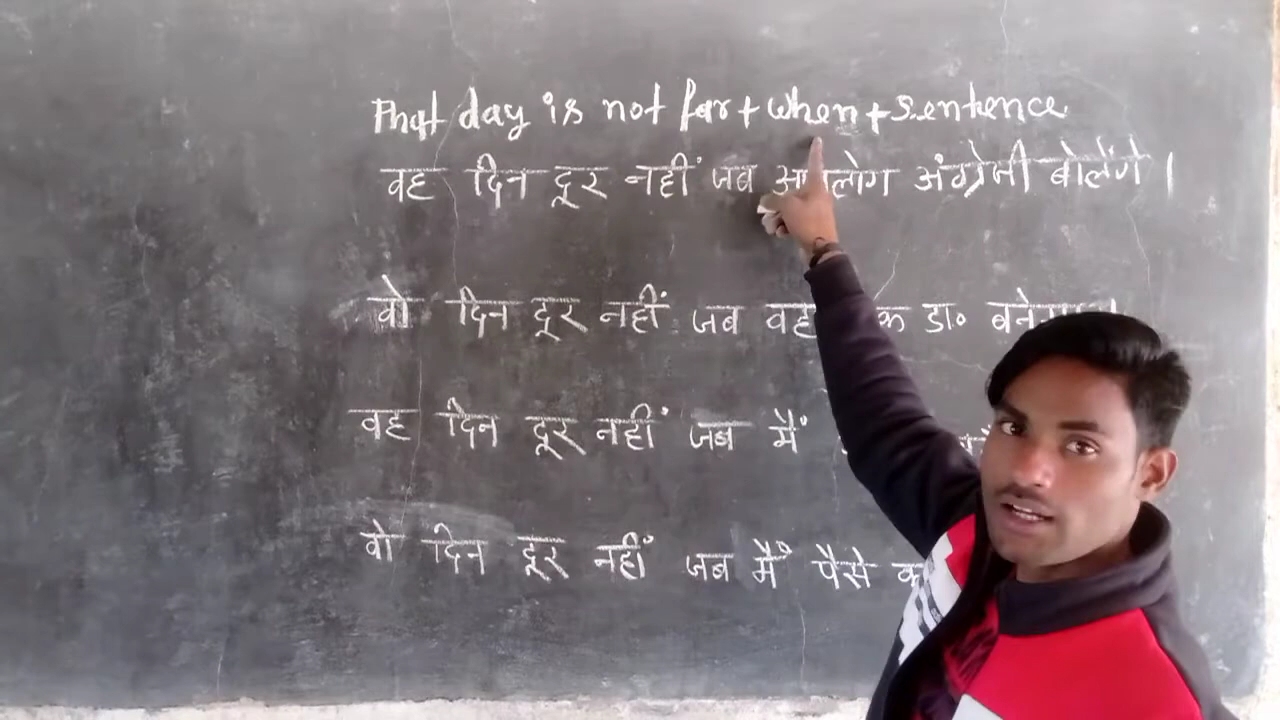 That day is not far + when + sentence
वह दिन दूर नहीं जब आपलोग अंग्रेजी बोलेंगे ।
वो दिन दूर नहीं जब वह डा०
वह दिन दूर नहीं जब मैं
वो दिन दूर नहीं जब मैं पैसे